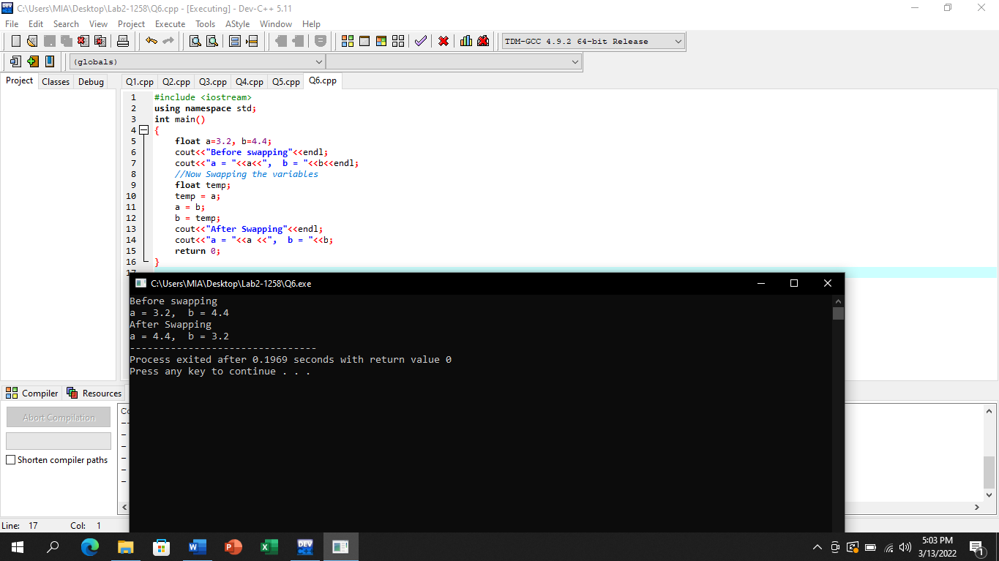 C:\Users\MIA\Desktop\Lab2-1258\Q6.cpp - [Executing] - Dev-C++ 5.11
File Edit Search View Project Execute Tools AStyle Window Help
TDM-GCC 4.9.2 64-bit Release
(globals)
Project Classes Debug Q1.cpp Q2.cpp Q3.cpp Q4.cpp Q5.cpp Q6.cpp
1 #include <iostream>
2 using namespace std;
3 int main()
4 {
5 float a=3.2, b=4.4;
6 cout<<"Before swapping"<<endl;
7 cout<<"a = "<<a<<",  b = "<<b<<endl;
8 //Now Swapping the variables
9 float temp;
10 temp = a;
11 a = b;
12 b = temp;
13 cout<<"After Swapping"<<endl;
14 cout<<"a = "<<a <<",  b = "<<b;
15 return 0;
16 }
17
C:\Users\MIA\Desktop\Lab2-1258\Q6.exe
Before swapping
a = 3.2,  b = 4.4
After Swapping
a = 4.4,  b = 3.2
--------------------------------
Process exited after 0.1969 seconds with return value 0
Press any key to continue . . .
Compiler Resources
Abort Compilation
Shorten compiler paths
Line: 17 Col: 1
5:03 PM
3/13/2022